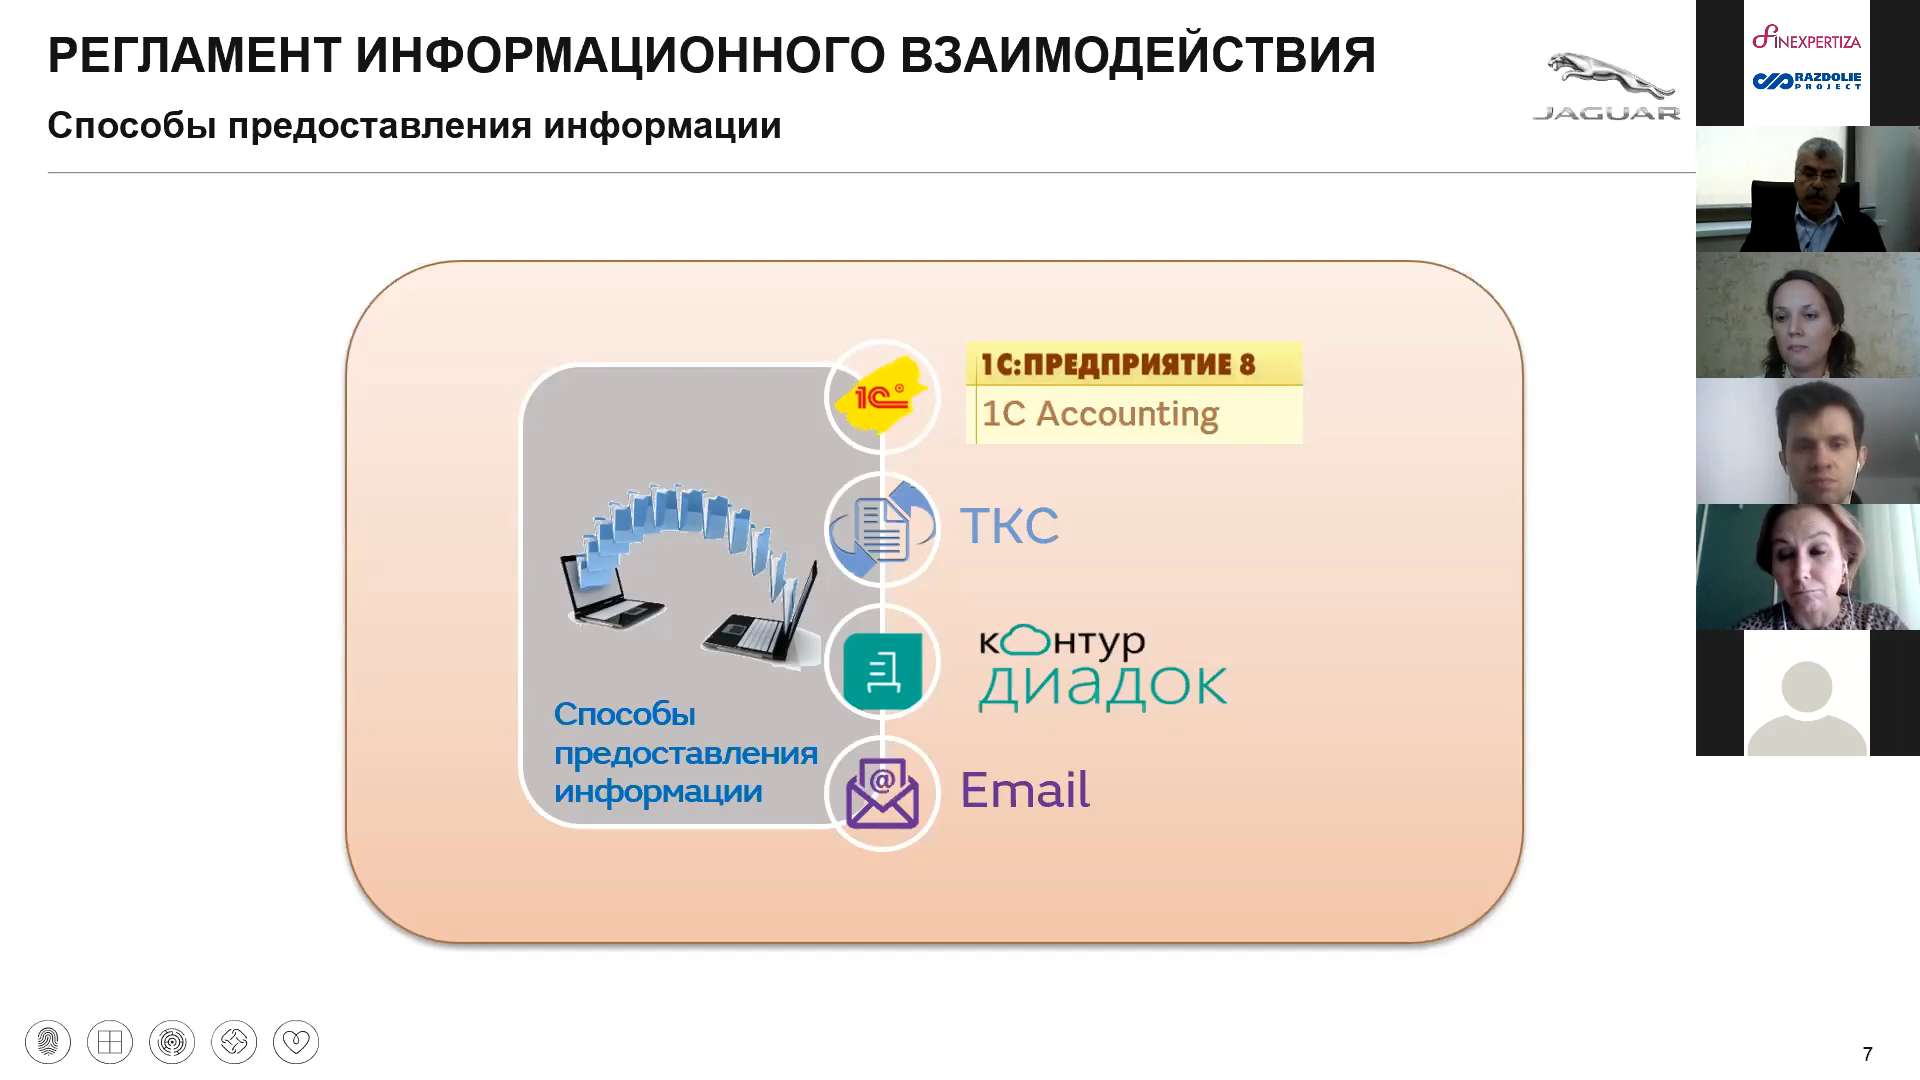 РЕГЛАМЕНТ ИНФОРМАЦИОННОГО ВЗАИМОДЕЙСТВИЯ
Способы предоставления информации
JAGUAR
FINEXPERTIZA
RAZDOLIE
PROJECT
1С
1С:ПРЕДПРИЯТИЕ 8
1C Accounting
ТКС
контур
диадок
Способы
предоставления
информации
@
Email
7